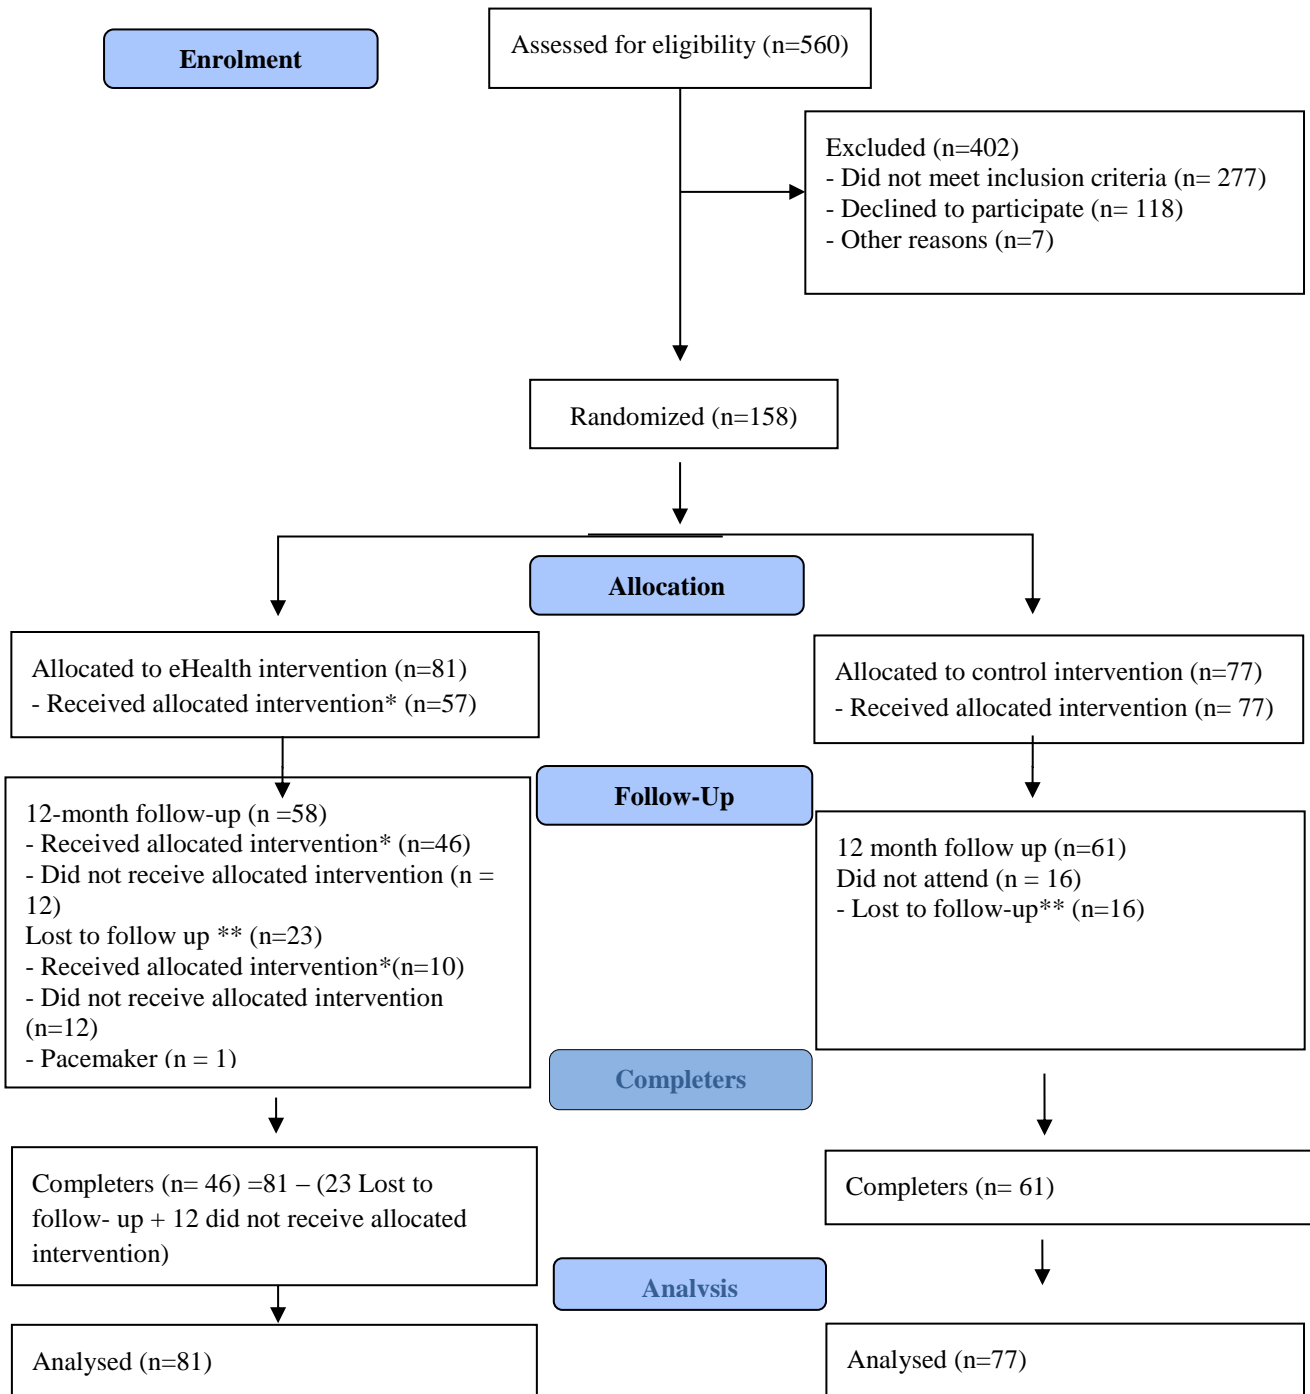 Enrolment
Assessed for eligibility (n=560)
Excluded (n=402)
- Did not meet inclusion criteria (n= 277)
- Declined to participate (n= 118)
- Other reasons (n=7)
Randomized (n=158)
Allocation
Allocated to eHealth intervention (n=81)
- Received allocated intervention* (n=57)
Allocated to control intervention (n=77)
- Received allocated intervention (n= 77)
Follow-Up
12-month follow-up (n =58)
- Received allocated intervention* (n=46)
- Did not receive allocated intervention (n =
12)
Lost to follow up ** (n=23)
- Received allocated intervention*(n=10)
- Did not receive allocated intervention
(n=12)
- Pacemaker (n = 1)
12 month follow up (n=61)
Did not attend (n = 16)
- Lost to follow-up** (n=16)
Completers
Completers (n= 46) =81 – (23 Lost to
follow- up + 12 did not receive allocated
intervention)
Completers (n= 61)
Analysis
Analysed (n=81)
Analysed (n=77)